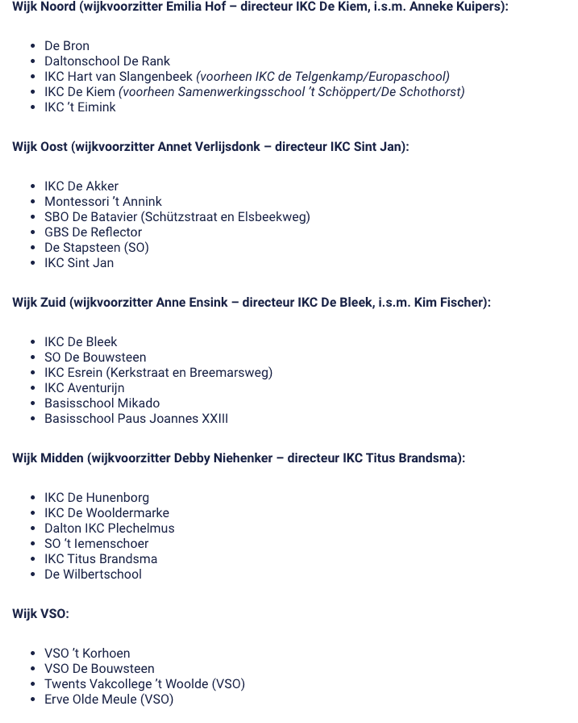 Wijk Noord (wijkvoorzitter Emilia Hof – directeur IKC De Kiem, i.s.m. Anneke Kuipers):
• De Bron
• Daltonschool De Rank
• IKC Hart van Slangenbeek (voorheen IKC de Telgenkamp/Europaschool)
• IKC De Kiem (voorheen Samenwerkingsschool ‘t Schöppert/De Schothorst)
• IKC ‘t Eimink
Wijk Oost (wijkvoorzitter Annet Verlijsdonk – directeur IKC Sint Jan):
• IKC De Akker
• Montessori ’t Annink
• SBO De Batavier (Schützstraat en Elsbeekweg)
• GBS De Reflector
• De Stapsteen (SO)
• IKC Sint Jan
Wijk Zuid (wijkvoorzitter Anne Ensink – directeur IKC De Bleek, i.s.m. Kim Fischer):
• IKC De Bleek
• SO De Bouwsteen
• IKC Esrein (Kerkstraat en Breemarsweg)
• IKC Aventurijn
• Basisschool Mikado
• Basisschool Paus Joannes XXIII
Wijk Midden (wijkvoorzitter Debby Niehenker – directeur IKC Titus Brandsma):
• IKC De Hunenborg
• IKC De Wooldermarke
• Dalton IKC Plechelmus
• SO ‘t Iemenschoer
• IKC Titus Brandsma
• De Wilbertschool
Wijk VSO:
• VSO ’t Korhoen
• VSO De Bouwsteen
• Twents Vakcollege ’t Woolde (VSO)
• Erve Olde Meule (VSO)